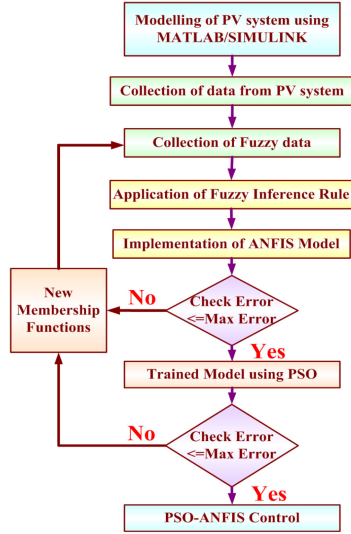 Modelling of PV system using
MATLAB/SIMULINK
Collection of data from PV system
Collection of Fuzzy data
Application of Fuzzy Inference Rule
Implementation of ANFIS Model
New
Membership
Functions
No
Check Error
<=Max Error
Yes
Trained Model using PSO
No
Check Error
<=Max Error
Yes
PSO-ANFIS Control